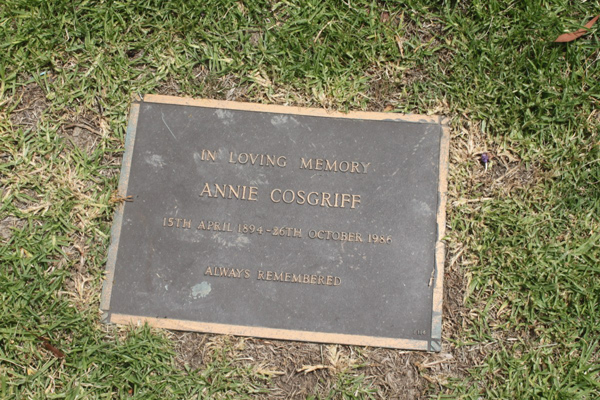 IN LOVING MEMORY
ANNIE COSGRIFF
15TH APRIL 1894 - 26TH OCTOBER 1986
ALWAYS REMEMBERED